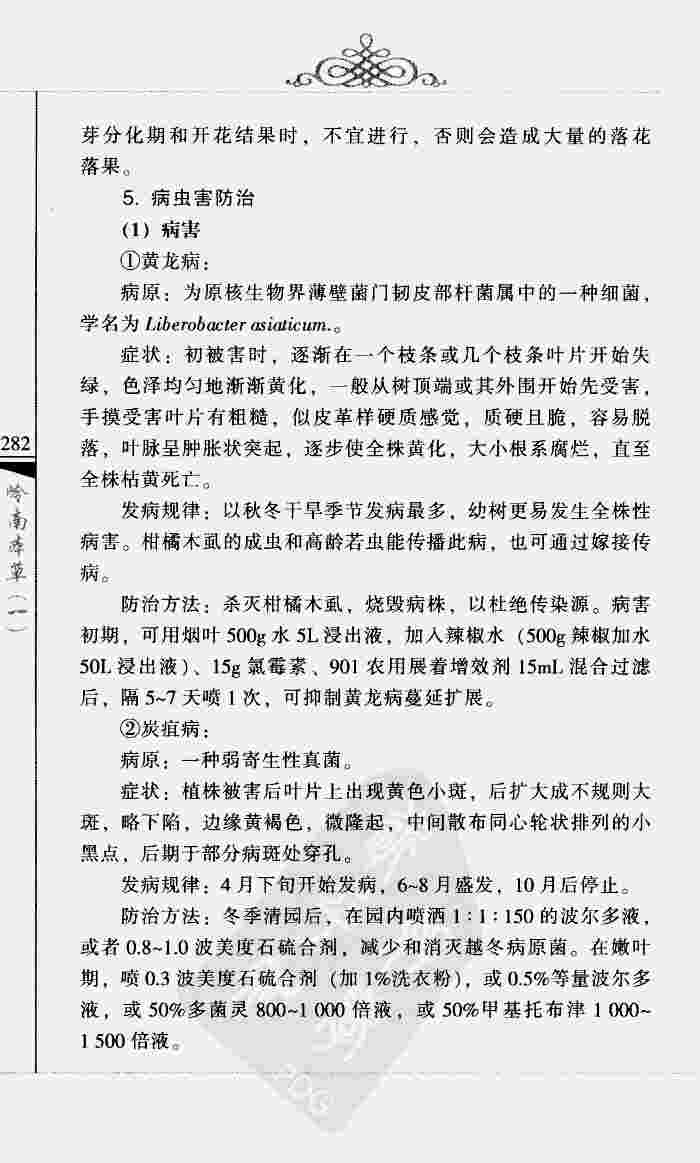 芽分化期和开花结果时，不宜进行，否则会造成大量的落花
落果。
5. 病虫害防治
(1) 病害
①黄龙病：
病原：为原核生物界薄壁菌门韧皮部杆菌属中的一种细菌，
学名为 Liberobacter asiaticum.。
症状：初被害时，逐渐在一个枝条或几个枝条叶片开始失
绿，色泽均匀地渐渐黄化，一般从树顶端或其外围开始先受害，
手摸受害叶片有粗糙，似皮革样硬质感觉，质硬且脆，容易脱
落，叶脉呈肿胀状突起，逐步使全株黄化，大小根系腐烂，直至
全株枯黄死亡。
发病规律：以秋冬干旱季节发病最多，幼树更易发生全株性
病害。柑橘木虱的成虫和高龄若虫能传播此病，也可通过嫁接传
病。
防治方法：杀灭柑橘木虱，烧毁病株，以杜绝传染源。病害
初期，可用烟叶 500g 水 5L 浸出液，加入辣椒水（500g 辣椒加水
50L 浸出液）、15g 氯霉素、901 农用展着增效剂 15mL 混合过滤
后，隔 5~7 天喷 1 次，可抑制黄龙病蔓延扩展。
②炭疽病：
病原：一种弱寄生性真菌。
症状：植株被害后叶片上出现黄色小斑，后扩大成不规则大
斑，略下陷，边缘黄褐色，微隆起，中间散布同心轮状排列的小
黑点，后期于部分病斑处穿孔。
发病规律：4 月下旬开始发病，6~8 月盛发，10 月后停止。
防治方法：冬季清园后，在园内喷洒 1∶1∶150 的波尔多液，
或者 0.8~1.0 波美度石硫合剂，减少和消灭越冬病原菌。在嫩叶
期，喷 0.3 波美度石硫合剂（加 1%洗衣粉），或 0.5%等量波尔多
液，或 50%多菌灵 800~1 000 倍液，或 50%甲基托布津 1 000~
1 500 倍液。
282
岭南本草（一）
PDG